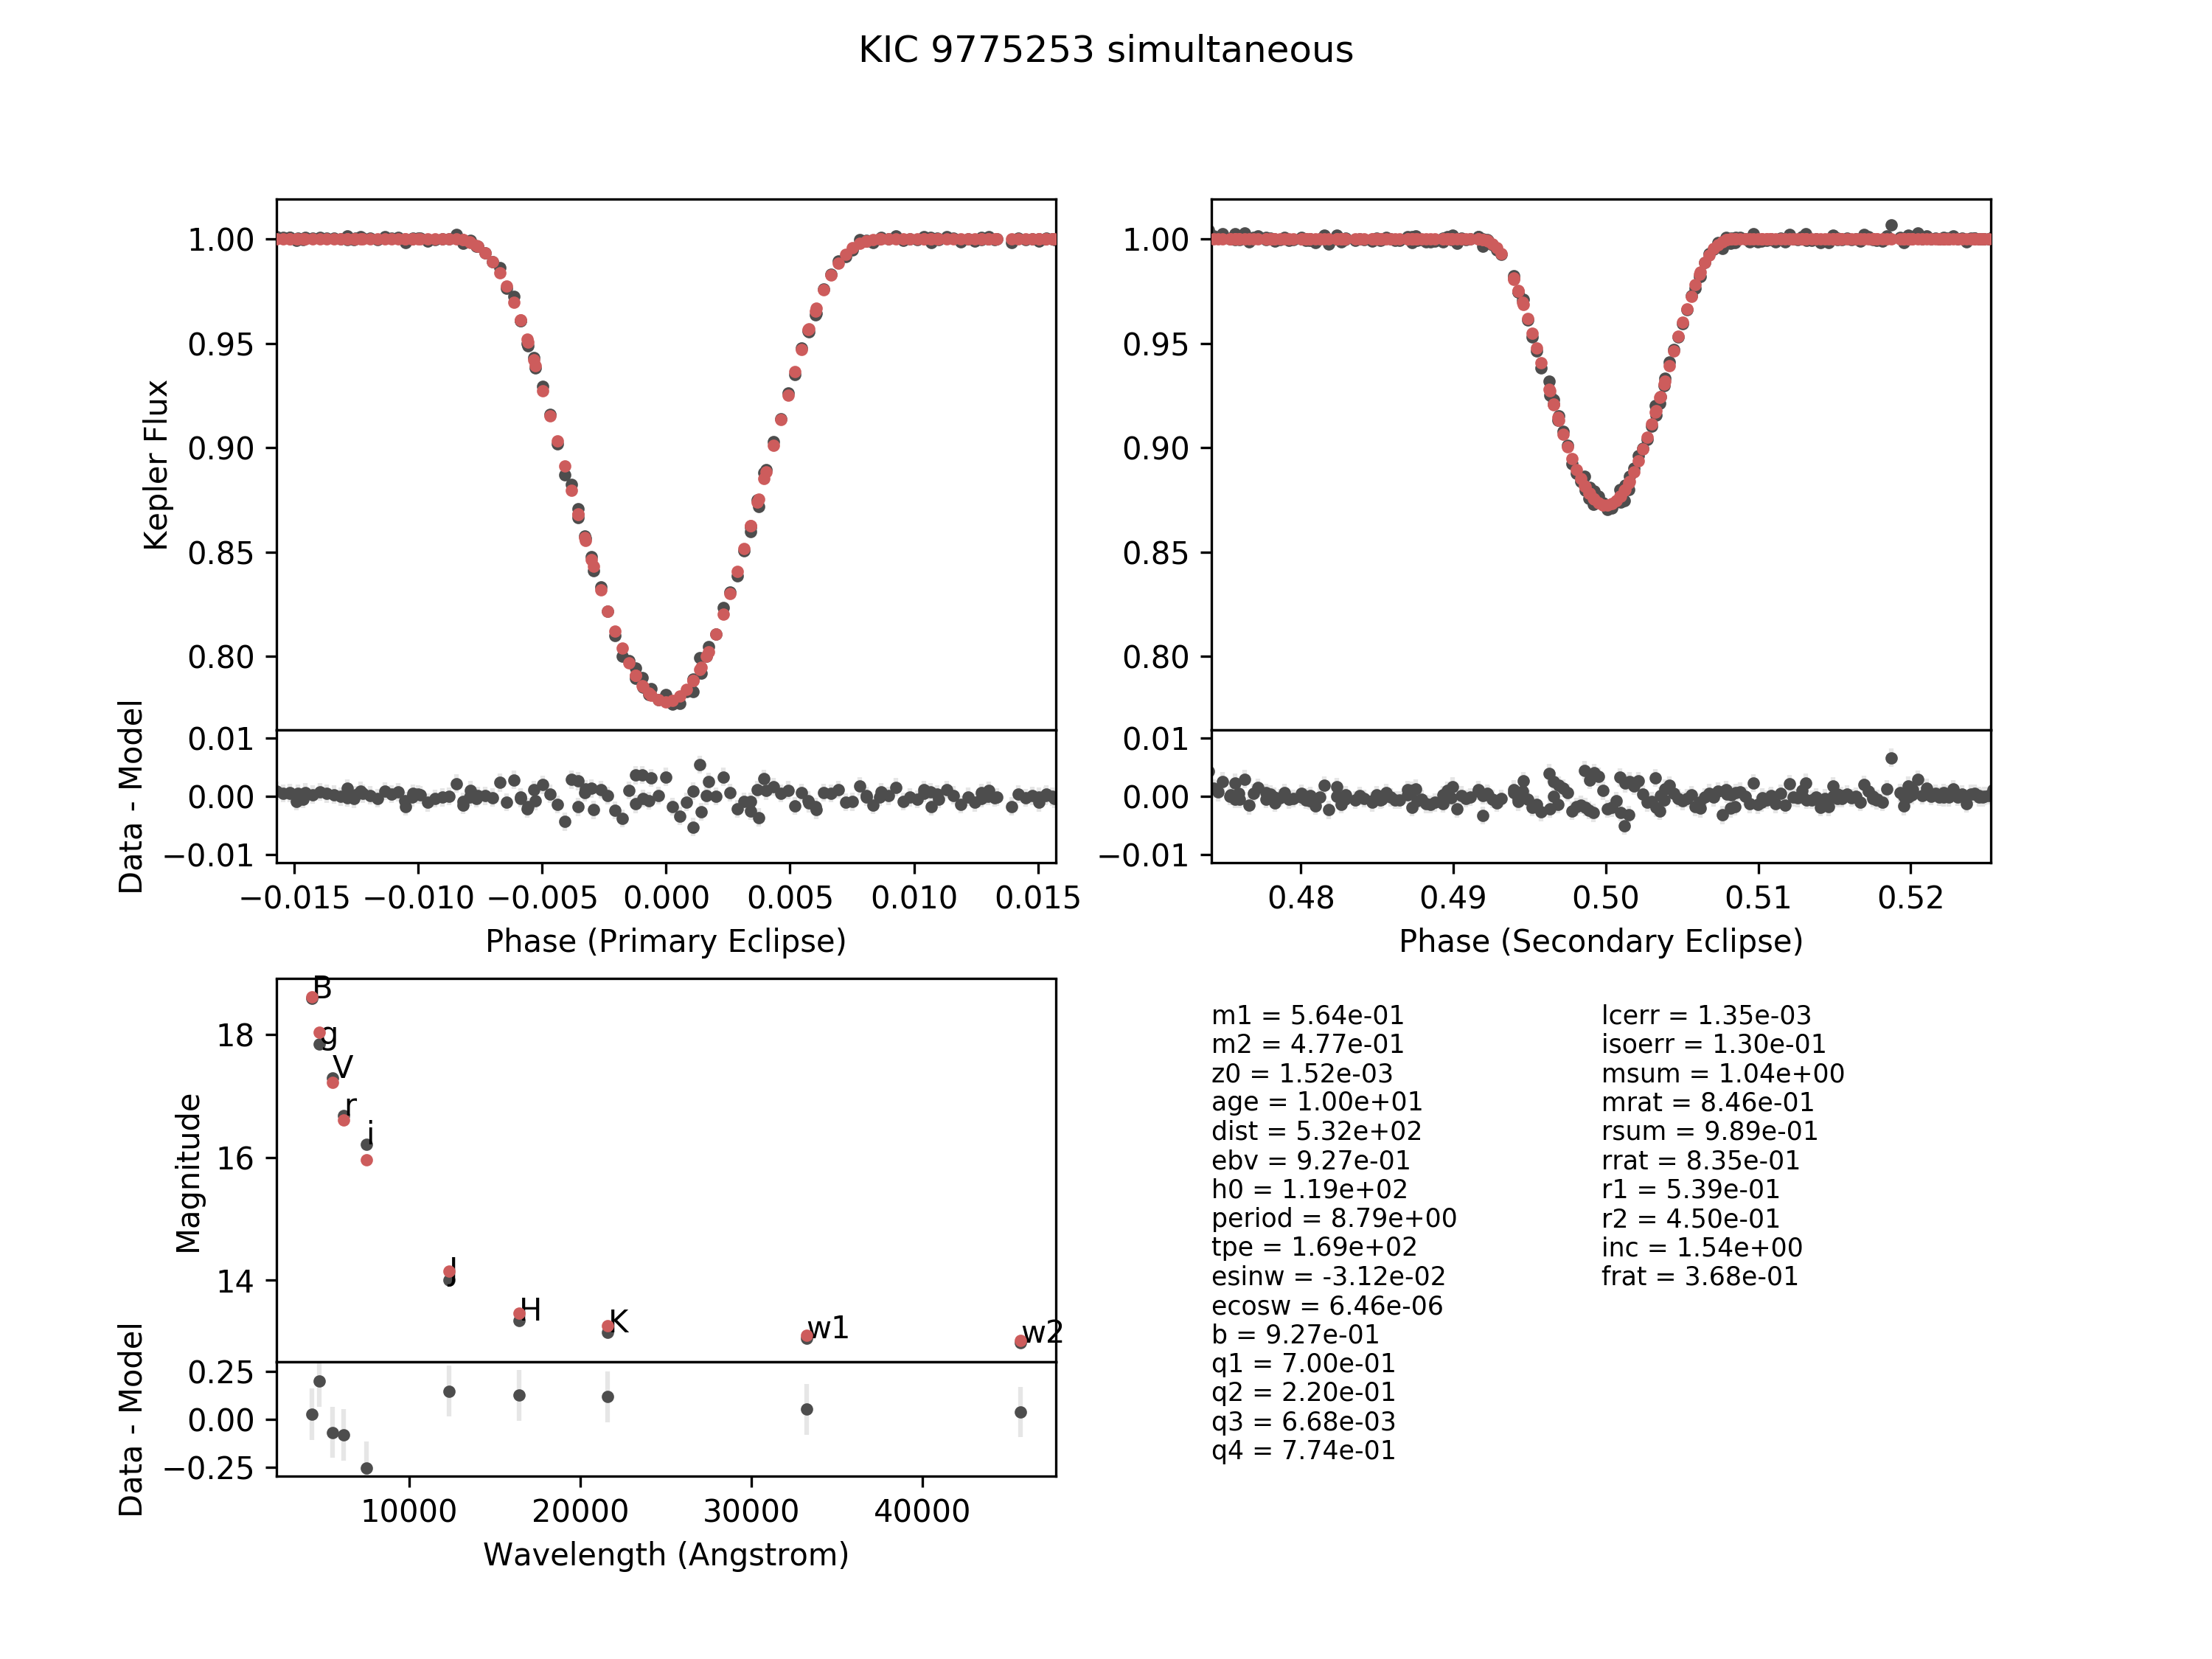 KIC 9775253 simultaneous
Kepler Flux
1.00
0.95
0.90
0.85
0.80
1.00
0.95
0.90
0.85
0.80
Data - Model
0.01
0.00
−0.01
0.01
0.00
−0.01
−0.015 −0.010 −0.005 0.000 0.005 0.010 0.015
0.48 0.49 0.50 0.51 0.52
Phase (Primary Eclipse)
Phase (Secondary Eclipse)
Magnitude
18
16
14
B
g
V
r
i
J
H
K
w1
w2
Data - Model
0.25
0.00
−0.25
10000 20000 30000 40000
Wavelength (Angstrom)
m1 = 5.64e-01
m2 = 4.77e-01
z0 = 1.52e-03
age = 1.00e+01
dist = 5.32e+02
ebv = 9.27e-01
h0 = 1.19e+02
period = 8.79e+00
tpe = 1.69e+02
esinw = -3.12e-02
ecosw = 6.46e-06
b = 9.27e-01
q1 = 7.00e-01
q2 = 2.20e-01
q3 = 6.68e-03
q4 = 7.74e-01
lcerr = 1.35e-03
isoerr = 1.30e-01
msum = 1.04e+00
mrat = 8.46e-01
rsum = 9.89e-01
rrat = 8.35e-01
r1 = 5.39e-01
r2 = 4.50e-01
inc = 1.54e+00
frat = 3.68e-01